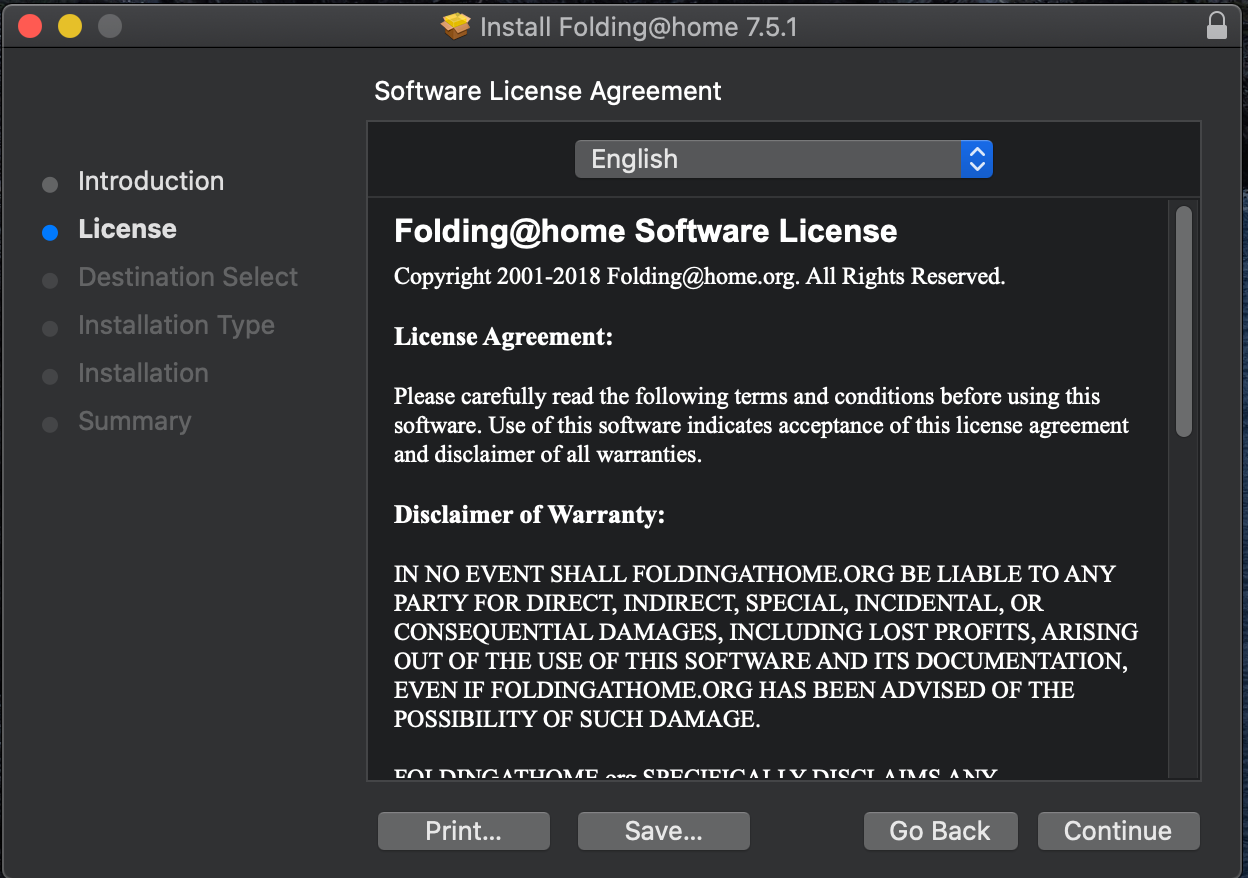 Install Folding@home 7.5.1
Software License Agreement
Introduction
License
Destination Select
Installation Type
Installation
Summary
English
Folding@home Software License
Copyright 2001-2018 Folding@home.org. All Rights Reserved.
License Agreement:
Please carefully read the following terms and conditions before using this
software. Use of this software indicates acceptance of this license agreement
and disclaimer of all warranties.
Disclaimer of Warranty:
IN NO EVENT SHALL FOLDINGATHOME.ORG BE LIABLE TO ANY
PARTY FOR DIRECT, INDIRECT, SPECIAL, INCIDENTAL, OR
CONSEQUENTIAL DAMAGES, INCLUDING LOST PROFITS, ARISING
OUT OF THE USE OF THIS SOFTWARE AND ITS DOCUMENTATION,
EVEN IF FOLDINGATHOME.ORG HAS BEEN ADVISED OF THE
POSSIBILITY OF SUCH DAMAGE.
FOLDINGATHOME.org SPECIFICALLY DISCLAIMS ANY
Print...
Save...
Go Back
Continue